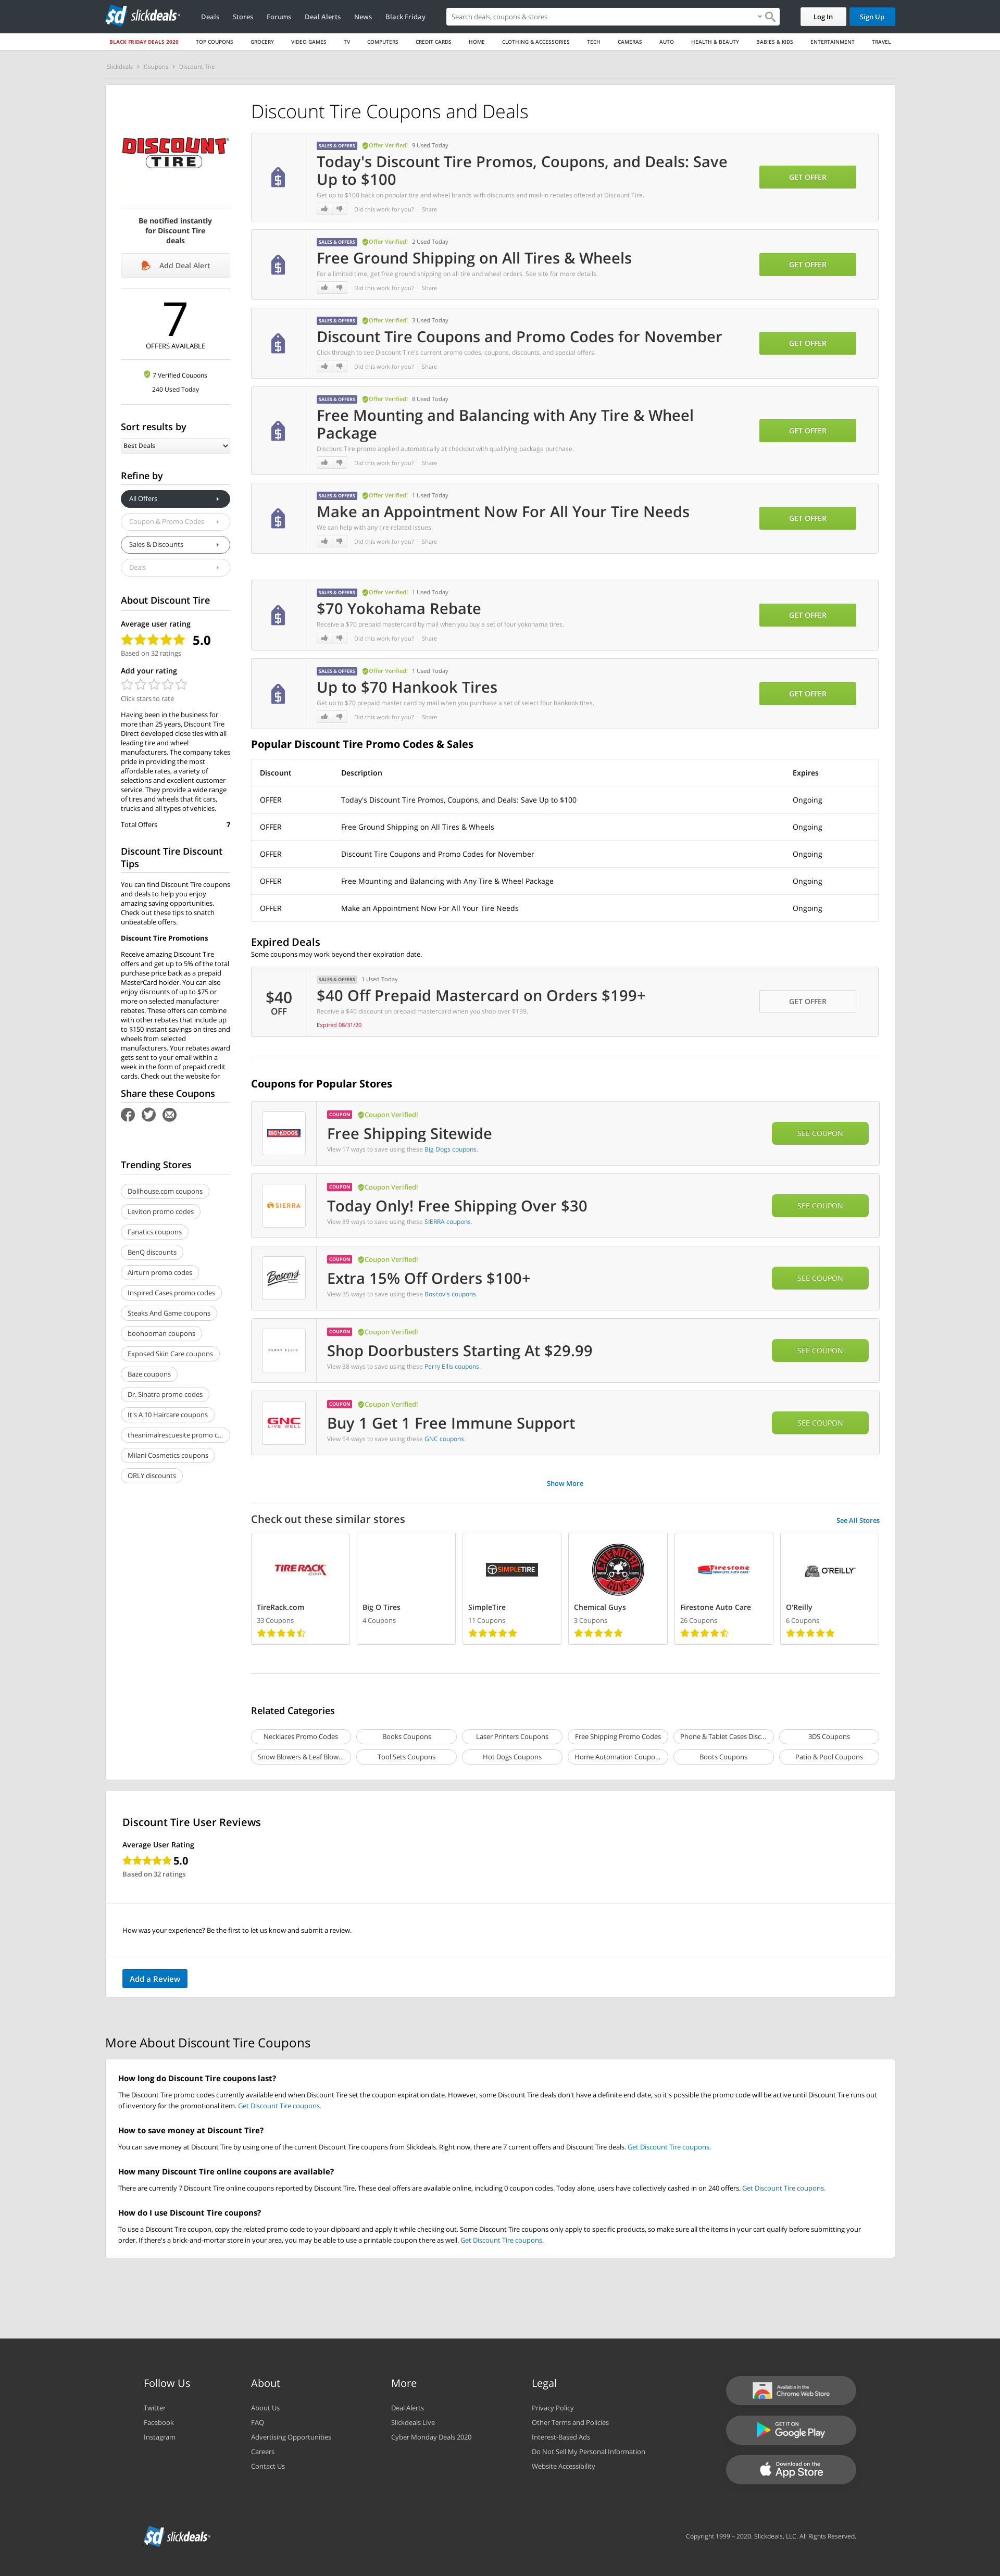 sd slickdeals
Deals Stores Forums Deal Alerts News Black Friday
Search deals, coupons & stores
Log In Sign Up
BLACK FRIDAY DEALS 2020 TOP COUPONS GROCERY VIDEO GAMES TV COMPUTERS CREDIT CARDS HOME CLOTHING & ACCESSORIES TECH CAMERAS AUTO HEALTH & BEAUTY BABIES & KIDS ENTERTAINMENT TRAVEL
Slickdeals › Coupons › Discount Tire
DISCOUNT
TIRE
Be notified instantly
for Discount Tire
deals
Add Deal Alert
7
OFFERS AVAILABLE
7 Verified Coupons
240 Used Today
Sort results by
Best Deals
Refine by
All Offers
Coupon & Promo Codes
Sales & Discounts
Deals
About Discount Tire
Average user rating
5.0
Based on 32 ratings
Add your rating
Click stars to rate
Having been in the business for
more than 25 years, Discount Tire
Direct developed close ties with all
leading tire and wheel
manufacturers. The company takes
pride in providing the most
affordable rates, a variety of
selections and excellent customer
service. They provide a wide range
of tires and wheels that fit cars,
trucks and all types of vehicles.
Total Offers 7
Discount Tire Discount
Tips
You can find Discount Tire coupons
and deals to help you enjoy
amazing saving opportunities.
Check out these tips to snatch
unbeatable offers.
Discount Tire Promotions
Receive amazing Discount Tire
offers and get up to 5% of the total
purchase price back as a prepaid
MasterCard holder. You can also
enjoy discounts of up to $75 or
more on selected manufacturer
rebates. These offers can combine
with other rebates that include up
to $150 instant savings on tires and
wheels from selected
manufacturers. Your rebates award
gets sent to your email within a
week in the form of prepaid credit
cards. Check out the website for
Share these Coupons
Trending Stores
Dollhouse.com coupons
Leviton promo codes
Fanatics coupons
BenQ discounts
Airturn promo codes
Inspired Cases promo codes
Steaks And Game coupons
boohooman coupons
Exposed Skin Care coupons
Baze coupons
Dr. Sinatra promo codes
It's A 10 Haircare coupons
theanimalrescuesite promo c...
Milani Cosmetics coupons
ORLY discounts
Discount Tire Coupons and Deals
SALES & OFFERS Offer Verified! 9 Used Today
Today's Discount Tire Promos, Coupons, and Deals: Save
Up to $100
Get up to $100 back on popular tire and wheel brands with discounts and mail-in rebates offered at Discount Tire.
Did this work for you? · Share
GET OFFER
SALES & OFFERS Offer Verified! 2 Used Today
Free Ground Shipping on All Tires & Wheels
For a limited time, get free ground shipping on all tire and wheel orders. See site for more details.
Did this work for you? · Share
GET OFFER
SALES & OFFERS Offer Verified! 3 Used Today
Discount Tire Coupons and Promo Codes for November
Click through to see Discount Tire's current promo codes, coupons, discounts, and special offers.
Did this work for you? · Share
GET OFFER
SALES & OFFERS Offer Verified! 8 Used Today
Free Mounting and Balancing with Any Tire & Wheel
Package
Discount Tire promo applied automatically at checkout with qualifying package purchase.
Did this work for you? · Share
GET OFFER
SALES & OFFERS Offer Verified! 1 Used Today
Make an Appointment Now For All Your Tire Needs
We can help with any tire related issues.
Did this work for you? · Share
GET OFFER
SALES & OFFERS Offer Verified! 1 Used Today
$70 Yokohama Rebate
Receive a $70 prepaid mastercard by mail when you buy a set of four yokohama tires.
Did this work for you? · Share
GET OFFER
SALES & OFFERS Offer Verified! 1 Used Today
Up to $70 Hankook Tires
Get up to $70 prepaid master card by mail when you purchase a set of select four hankook tires.
Did this work for you? · Share
GET OFFER
Popular Discount Tire Promo Codes & Sales
Discount Description Expires
OFFER Today's Discount Tire Promos, Coupons, and Deals: Save Up to $100 Ongoing
OFFER Free Ground Shipping on All Tires & Wheels Ongoing
OFFER Discount Tire Coupons and Promo Codes for November Ongoing
OFFER Free Mounting and Balancing with Any Tire & Wheel Package Ongoing
OFFER Make an Appointment Now For All Your Tire Needs Ongoing
Expired Deals
Some coupons may work beyond their expiration date.
$40
OFF
SALES & OFFERS 1 Used Today
$40 Off Prepaid Mastercard on Orders $199+
Receive a $40 discount on prepaid mastercard when you shop over $199.
Expired 08/31/20
GET OFFER
Coupons for Popular Stores
BIG DOGS
COUPON Coupon Verified!
Free Shipping Sitewide
View 17 ways to save using these Big Dogs coupons.
SEE COUPON
SIERRA
COUPON Coupon Verified!
Today Only! Free Shipping Over $30
View 39 ways to save using these SIERRA coupons.
SEE COUPON
Boscov's
COUPON Coupon Verified!
Extra 15% Off Orders $100+
View 35 ways to save using these Boscov's coupons.
SEE COUPON
PERRY ELLIS
COUPON Coupon Verified!
Shop Doorbusters Starting At $29.99
View 38 ways to save using these Perry Ellis coupons.
SEE COUPON
GNC
LIVE WELL
COUPON Coupon Verified!
Buy 1 Get 1 Free Immune Support
View 54 ways to save using these GNC coupons.
SEE COUPON
Show More
Check out these similar stores
See All Stores
TIRE RACK
.COM
TireRack.com
33 Coupons
Big O Tires
4 Coupons
SIMPLETIRE
SimpleTire
11 Coupons
CHEMICAL GUYS
Chemical Guys
3 Coupons
Firestone
COMPLETE AUTO CARE
Firestone Auto Care
26 Coupons
O'REILLY
O'Reilly
6 Coupons
Related Categories
Necklaces Promo Codes Books Coupons Laser Printers Coupons Free Shipping Promo Codes Phone & Tablet Cases Disc... 3DS Coupons
Snow Blowers & Leaf Blow... Tool Sets Coupons Hot Dogs Coupons Home Automation Coupo... Boots Coupons Patio & Pool Coupons
Discount Tire User Reviews
Average User Rating
5.0
Based on 32 ratings
How was your experience? Be the first to let us know and submit a review.
Add a Review
More About Discount Tire Coupons
How long do Discount Tire coupons last?
The Discount Tire promo codes currently available end when Discount Tire set the coupon expiration date. However, some Discount Tire deals don't have a definite end date, so it's possible the promo code will be active until Discount Tire runs out
of inventory for the promotional item. Get Discount Tire coupons.
How to save money at Discount Tire?
You can save money at Discount Tire by using one of the current Discount Tire coupons from Slickdeals. Right now, there are 7 current offers and Discount Tire deals. Get Discount Tire coupons.
How many Discount Tire online coupons are available?
There are currently 7 Discount Tire online coupons reported by Discount Tire. These deal offers are available online, including 0 coupon codes. Today alone, users have collectively cashed in on 240 offers. Get Discount Tire coupons.
How do I use Discount Tire coupons?
To use a Discount Tire coupon, copy the related promo code to your clipboard and apply it while checking out. Some Discount Tire coupons only apply to specific products, so make sure all the items in your cart qualify before submitting your
order. If there's a brick-and-mortar store in your area, you may be able to use a printable coupon there as well. Get Discount Tire coupons.
Follow Us
Twitter
Facebook
Instagram
About
About Us
FAQ
Advertising Opportunities
Careers
Contact Us
More
Deal Alerts
Slickdeals Live
Cyber Monday Deals 2020
Legal
Privacy Policy
Other Terms and Policies
Interest-Based Ads
Do Not Sell My Personal Information
Website Accessibility
Available in the
Chrome Web Store
GET IT ON
Google Play
Download on the
App Store
sd slickdeals
Copyright 1999 – 2020. Slickdeals, LLC. All Rights Reserved.